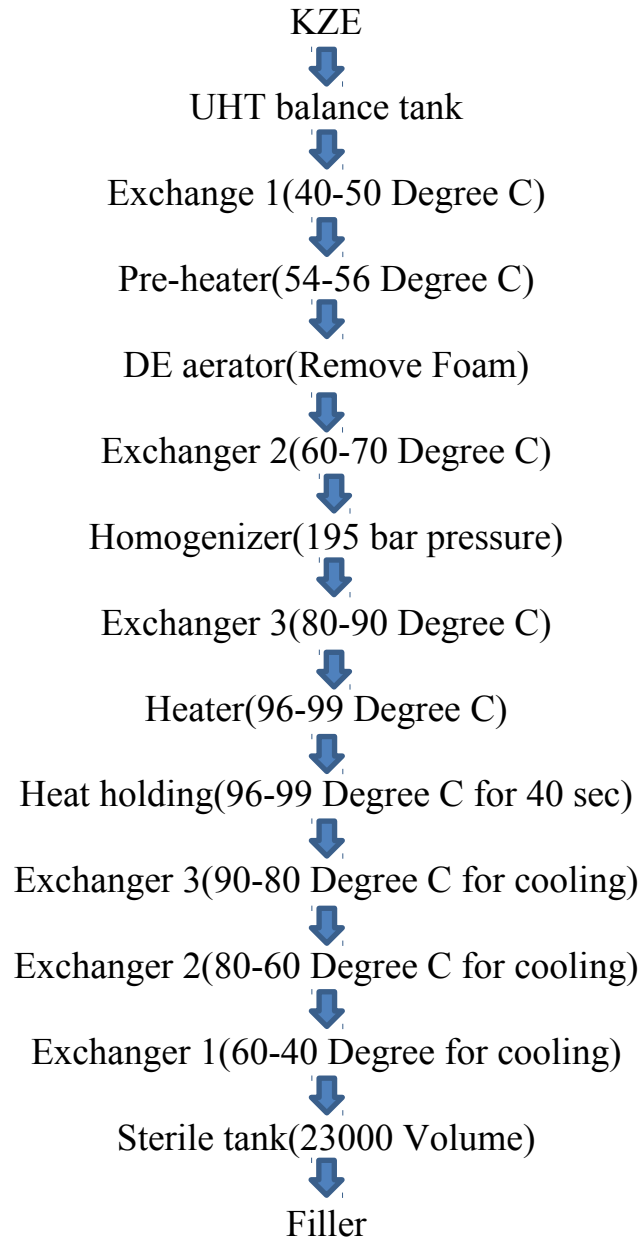 KZE
UHT balance tank
Exchange 1(40-50 Degree C)
Pre-heater(54-56 Degree C)
DE aerator(Remove Foam)
Exchanger 2(60-70 Degree C)
Homogenizer(195 bar pressure)
Exchanger 3(80-90 Degree C)
Heater(96-99 Degree C)
Heat holding(96-99 Degree C for 40 sec)
Exchanger 3(90-80 Degree C for cooling)
Exchanger 2(80-60 Degree C for cooling)
Exchanger 1(60-40 Degree for cooling)
Sterile tank(23000 Volume)
Filler